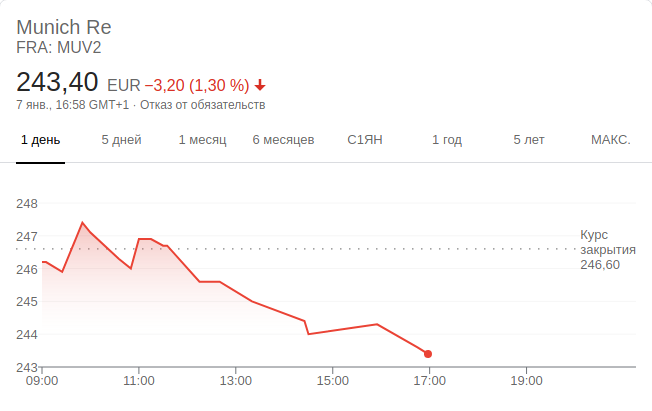 Munich Re
FRA: MUV2
243,40 EUR −3,20 (1,30 %)
7 янв., 16:58 GMT+1 · Отказ от обязательств
1 день 5 дней 1 месяц 6 месяцев С1ЯН 1 год 5 лет МАКС.
248
247
246
245
244
243
Курс
закрытия
246,60
09:00 11:00 13:00 15:00 17:00 19:00